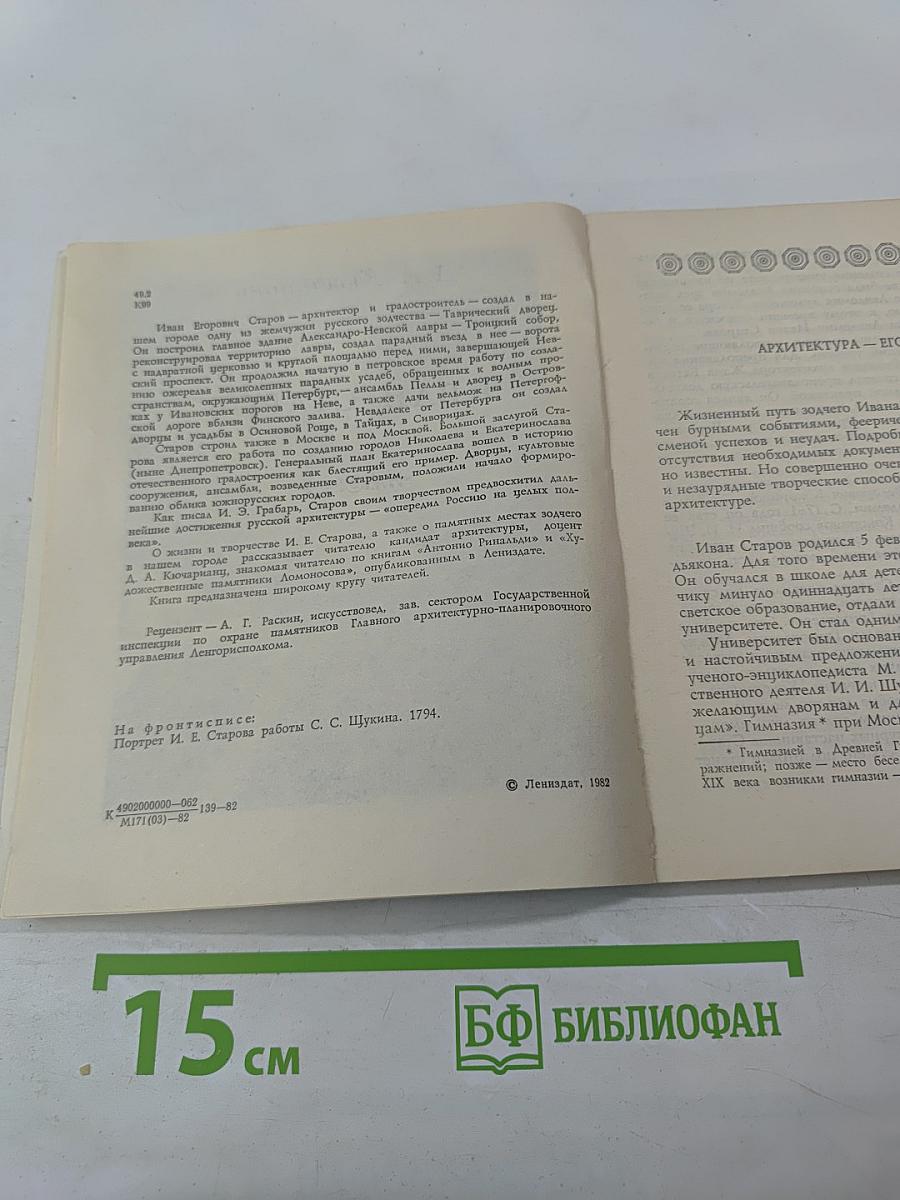 49.2
К99
Иван Егорович Старов — архитектор и градостроитель — создал в на-
шем городе одну из жемчужин русского зодчества — Таврический дворец.
Он построил главное здание Александро-Невской лавры — Троицкий собор,
реконструировал территорию лавры, создал парадный въезд в нее — ворота
с надвратной церковью и круглой площадью перед ними, завершающей Нев-
ский проспект. Он продолжил начатую в петровское время работу по созда-
нию ожерелья великолепных парадных усадеб, обращенных к водным про-
странствам, окружающим Петербург,— ансамбль Пеллы и дворец в Остров-
ках у Ивановских порогов на Неве, а также дачи вельмож на Петергоф-
ской дороге вблизи Финского залива. Невдалеке от Петербурга он создал
дворцы и усадьбы в Осиновой Роще, в Тайцах, в Сиворицах.
Старов строил также в Москве и под Москвой. Большой заслугой Ста-
рова является его работа по созданию городов Николаева и Екатеринослава
(ныне Днепропетровск). Генеральный план Екатеринослава вошел в историю
отечественного градостроения как блестящий его пример. Дворцы, культовые
сооружения, ансамбли, возведенные Старовым, положили начало формиро-
ванию облика южнорусских городов.
Как писал И. Э. Грабарь, Старов своим творчеством предвосхитил даль-
нейшие достижения русской архитектуры — «опередил Россию на целых пол-
века».
О жизни и творчестве И. Е. Старова, а также о памятных местах зодчего
в нашем городе рассказывает читателю кандидат архитектуры, доцент
Д. А. Кючарианц, знакомая читателю по книгам «Антонио Ринальди» и «Ху-
дожественные памятники Ломоносова», опубликованным в Лениздате.
Книга предназначена широкому кругу читателей.
Рецензент — А. Г. Раскин, искусствовед, зав. сектором Государственной
инспекции по охране памятников Главного архитектурно-планировочного
управления Ленгорисполкома.
На фронтисписе:
Портрет И. Е. Старова работы С. С. Щукина. 1794.
К 4902000000—062 139—82
М171(03)—82
© Лениздат, 1982
АРХИТЕКТУРА — ЕГО
Жизненный путь зодчего Ивана
чен бурными событиями, феериче
сменой успехов и неудач. Подроб
отсутствия необходимых документ
но известны. Но совершенно оче
и незаурядные творческие способ
архитектуре.
Иван Старов родился 5 фев
дьякона. Для того времени это
Он обучался в школе для дете
чику минуло одиннадцать лет
светское образование, отдали
университете. Он стал одним
Университет был основан
и настойчивым предложени
ученого-энциклопедиста М.
ственного деятеля И. И. Шу
желающим дворянам и
цам». Гимназия * при Моск
* Гимназией в Древней Г
ражнений; позже — место бесе
XIX века возникли гимназии —
15 см
БФ БИБЛИОФАН